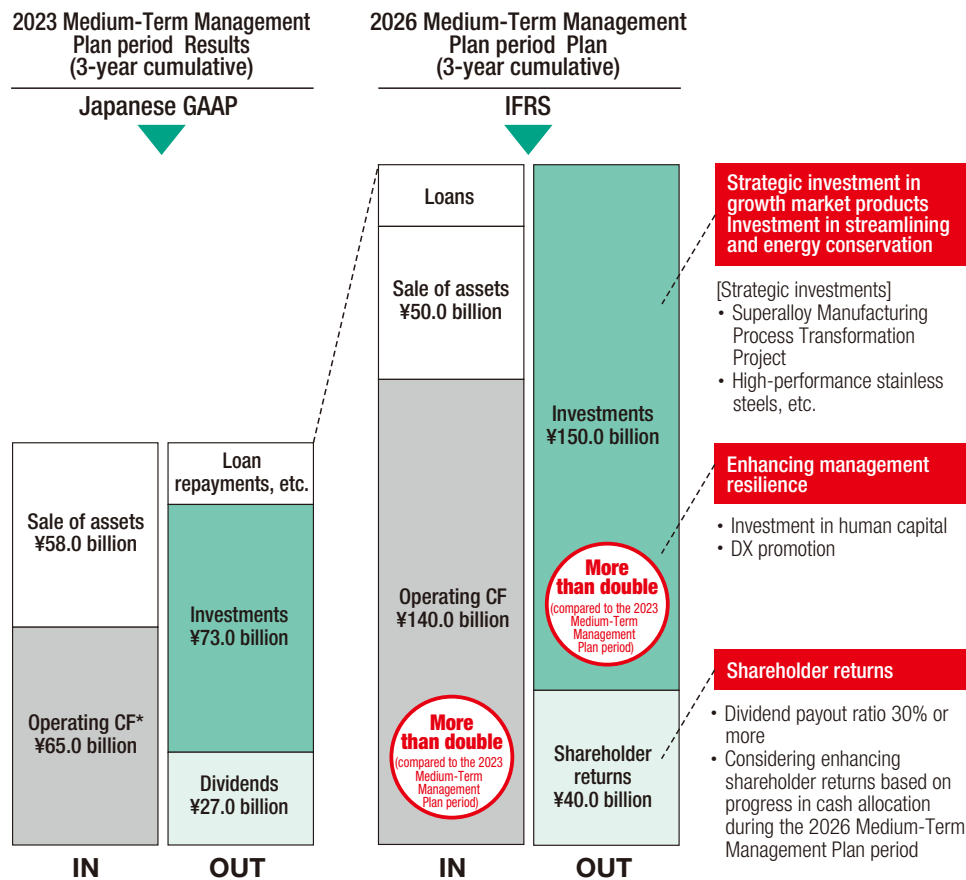 2023 Medium-Term Management
Plan period Results
(3-year cumulative)
Japanese GAAP
Sale of assets
¥58.0 billion
Operating CF*
¥65.0 billion
IN
Loan
repayments, etc.
Investments
¥73.0 billion
Dividends
¥27.0 billion
OUT
2026 Medium-Term Management
Plan period Plan
(3-year cumulative)
IFRS
Loans
Sale of assets
¥50.0 billion
Operating CF
¥140.0 billion
More
than double
(compared to the 2023
Medium-Term
Management
Plan period)
IN
Investments
¥150.0 billion
More
than double
(compared to the 2023
Medium-Term
Management
Plan period)
Shareholder
returns
¥40.0 billion
OUT
Strategic investment in
growth market products
Investment in streamlining
and energy conservation
[Strategic investments]
• Superalloy Manufacturing
Process Transformation
Project
• High-performance stainless
steels, etc.
Enhancing management
resilience
• Investment in human capital
• DX promotion
Shareholder returns
• Dividend payout ratio 30% or
more
• Considering enhancing
shareholder returns based on
progress in cash allocation
during the 2026 Medium-Term
Management Plan period